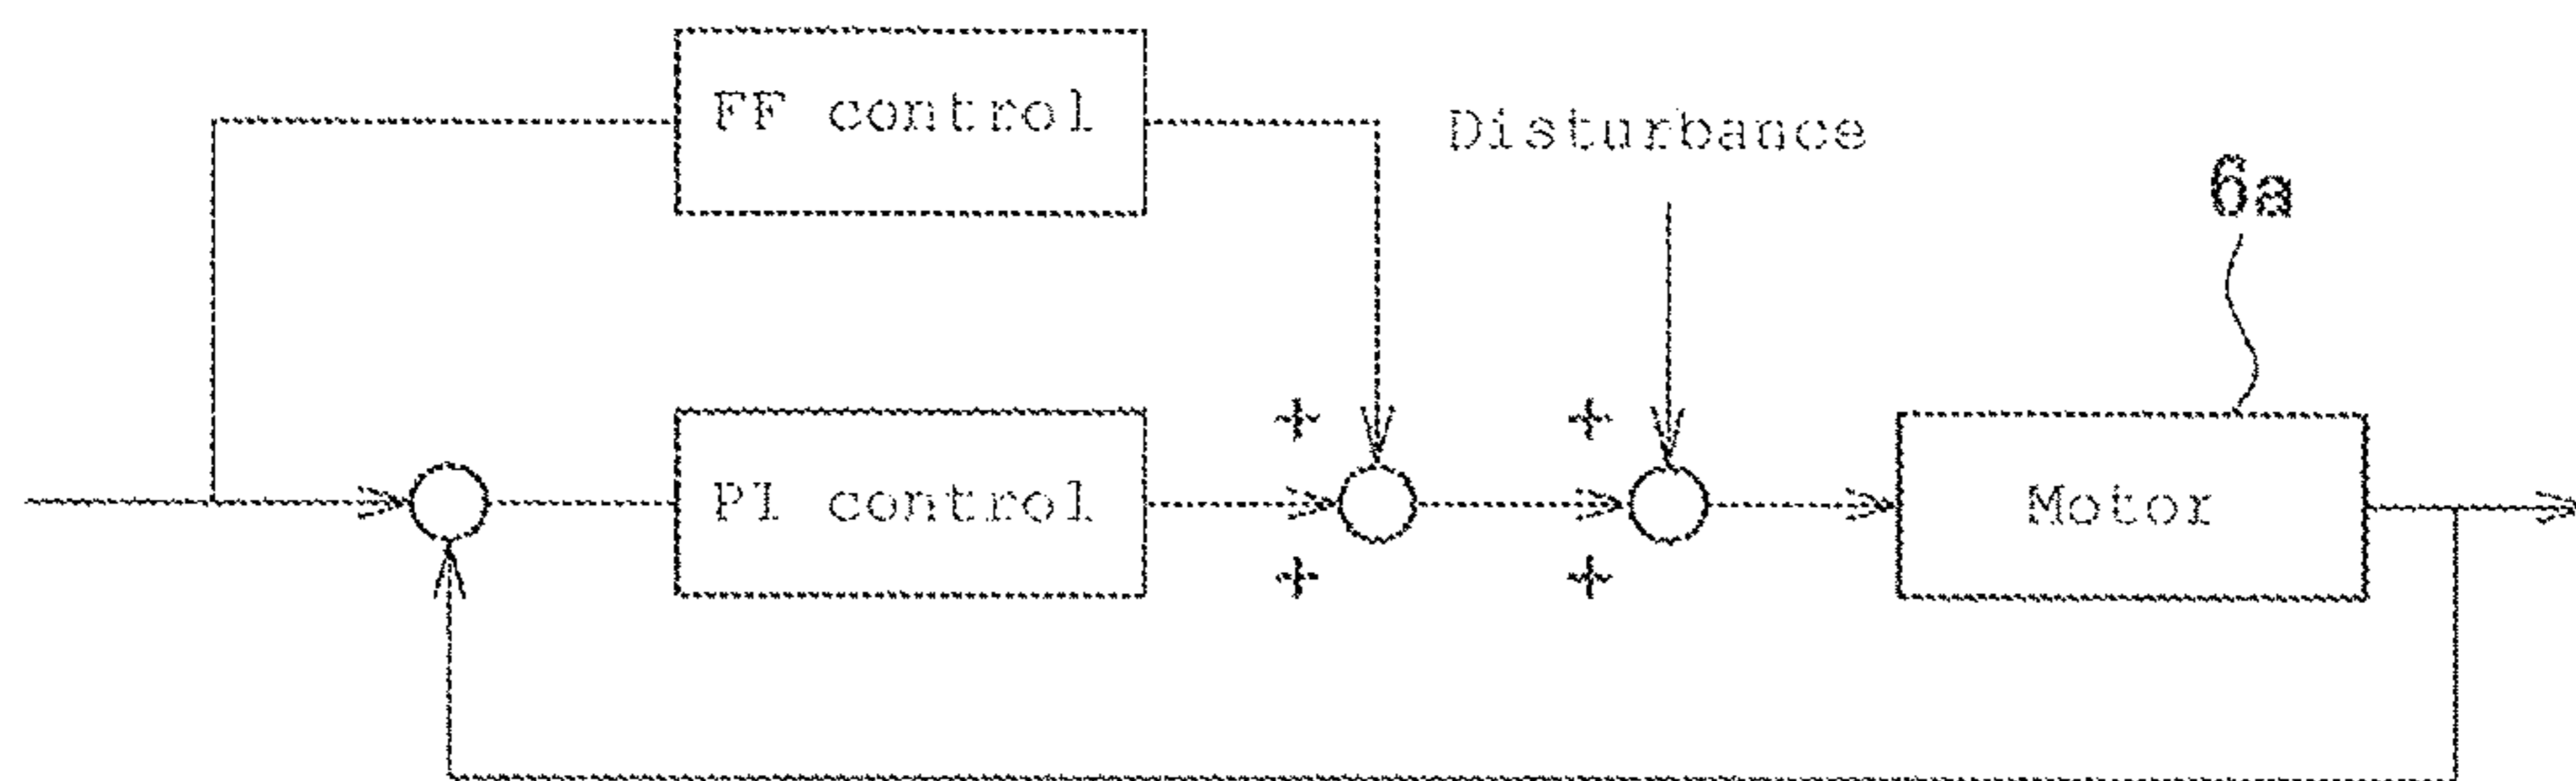 FF control
Disturbance
6a
+
+
PI control
Motor
+
+